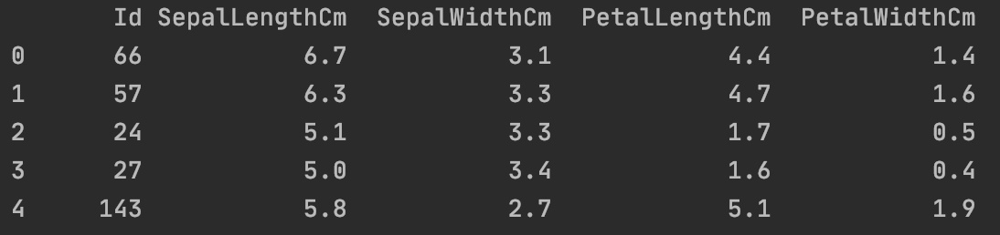 Id SepalLengthCm SepalWidthCm PetalLengthCm PetalWidthCm
0 66 6.7 3.1 4.4 1.4
1 57 6.3 3.3 4.7 1.6
2 24 5.1 3.3 1.7 0.5
3 27 5.0 3.4 1.6 0.4
4 143 5.8 2.7 5.1 1.9